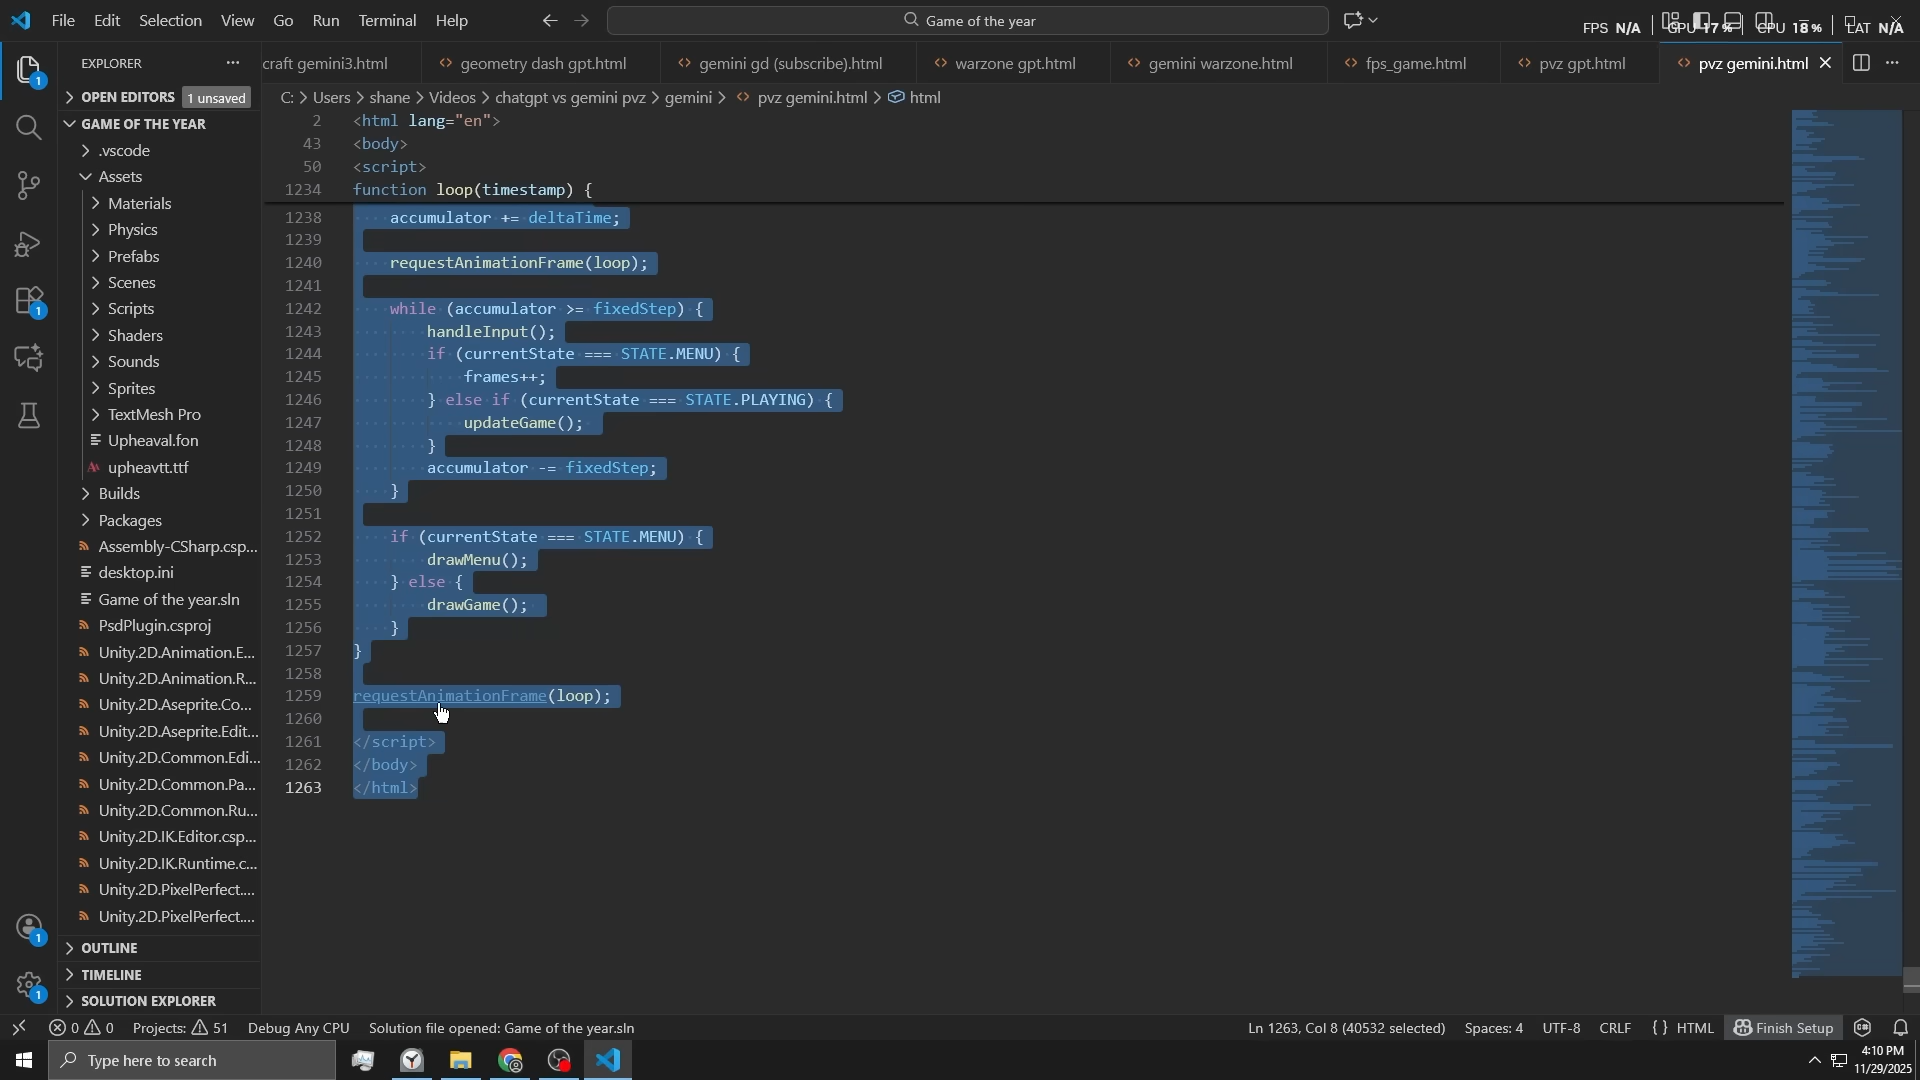 File Edit Selection View Go Run Terminal Help
Game of the year
FPS N/A GPU 17 % CPU 18 % LAT N/A
EXPLORER
craft gemini3.html
geometry dash gpt.html
gemini gd (subscribe).html
warzone gpt.html
gemini warzone.html
fps_game.html
pvz gpt.html
pvz gemini.html
OPEN EDITORS 1 unsaved
C: > Users > shane > Videos > chatgpt vs gemini pvz > gemini > pvz gemini.html > html
GAME OF THE YEAR
.vscode
Assets
Materials
Physics
Prefabs
Scenes
Scripts
Shaders
Sounds
Sprites
TextMesh Pro
Upheaval.fon
upheavtt.ttf
Builds
Packages
Assembly-CSharp.csp...
desktop.ini
Game of the year.sln
PsdPlugin.csproj
Unity.2D.Animation.E...
Unity.2D.Animation.R...
Unity.2D.Aseprite.Co...
Unity.2D.Aseprite.Edit...
Unity.2D.Common.Edi...
Unity.2D.Common.Pa...
Unity.2D.Common.Ru...
Unity.2D.IK.Editor.csp...
Unity.2D.IK.Runtime.c...
Unity.2D.PixelPerfect....
Unity.2D.PixelPerfect....
OUTLINE
TIMELINE
SOLUTION EXPLORER
1
1
1
1
2 <html lang="en">
43 <body>
50 <script>
1234 function loop(timestamp) {
1238 accumulator += deltaTime;
1239
1240 requestAnimationFrame(loop);
1241
1242 while (accumulator >= fixedStep) {
1243 handleInput();
1244 if (currentState === STATE.MENU) {
1245 frames++;
1246 } else if (currentState === STATE.PLAYING) {
1247 updateGame();
1248 }
1249 accumulator -= fixedStep;
1250 }
1251
1252 if (currentState === STATE.MENU) {
1253 drawMenu();
1254 } else {
1255 drawGame();
1256 }
1257 }
1258
1259 requestAnimationFrame(loop);
1260
1261 </script>
1262 </body>
1263 </html>
0 0 Projects: 51 Debug Any CPU Solution file opened: Game of the year.sln
Ln 1263, Col 8 (40532 selected) Spaces: 4 UTF-8 CRLF {} HTML Finish Setup
Type here to search
4:10 PM
11/29/2025